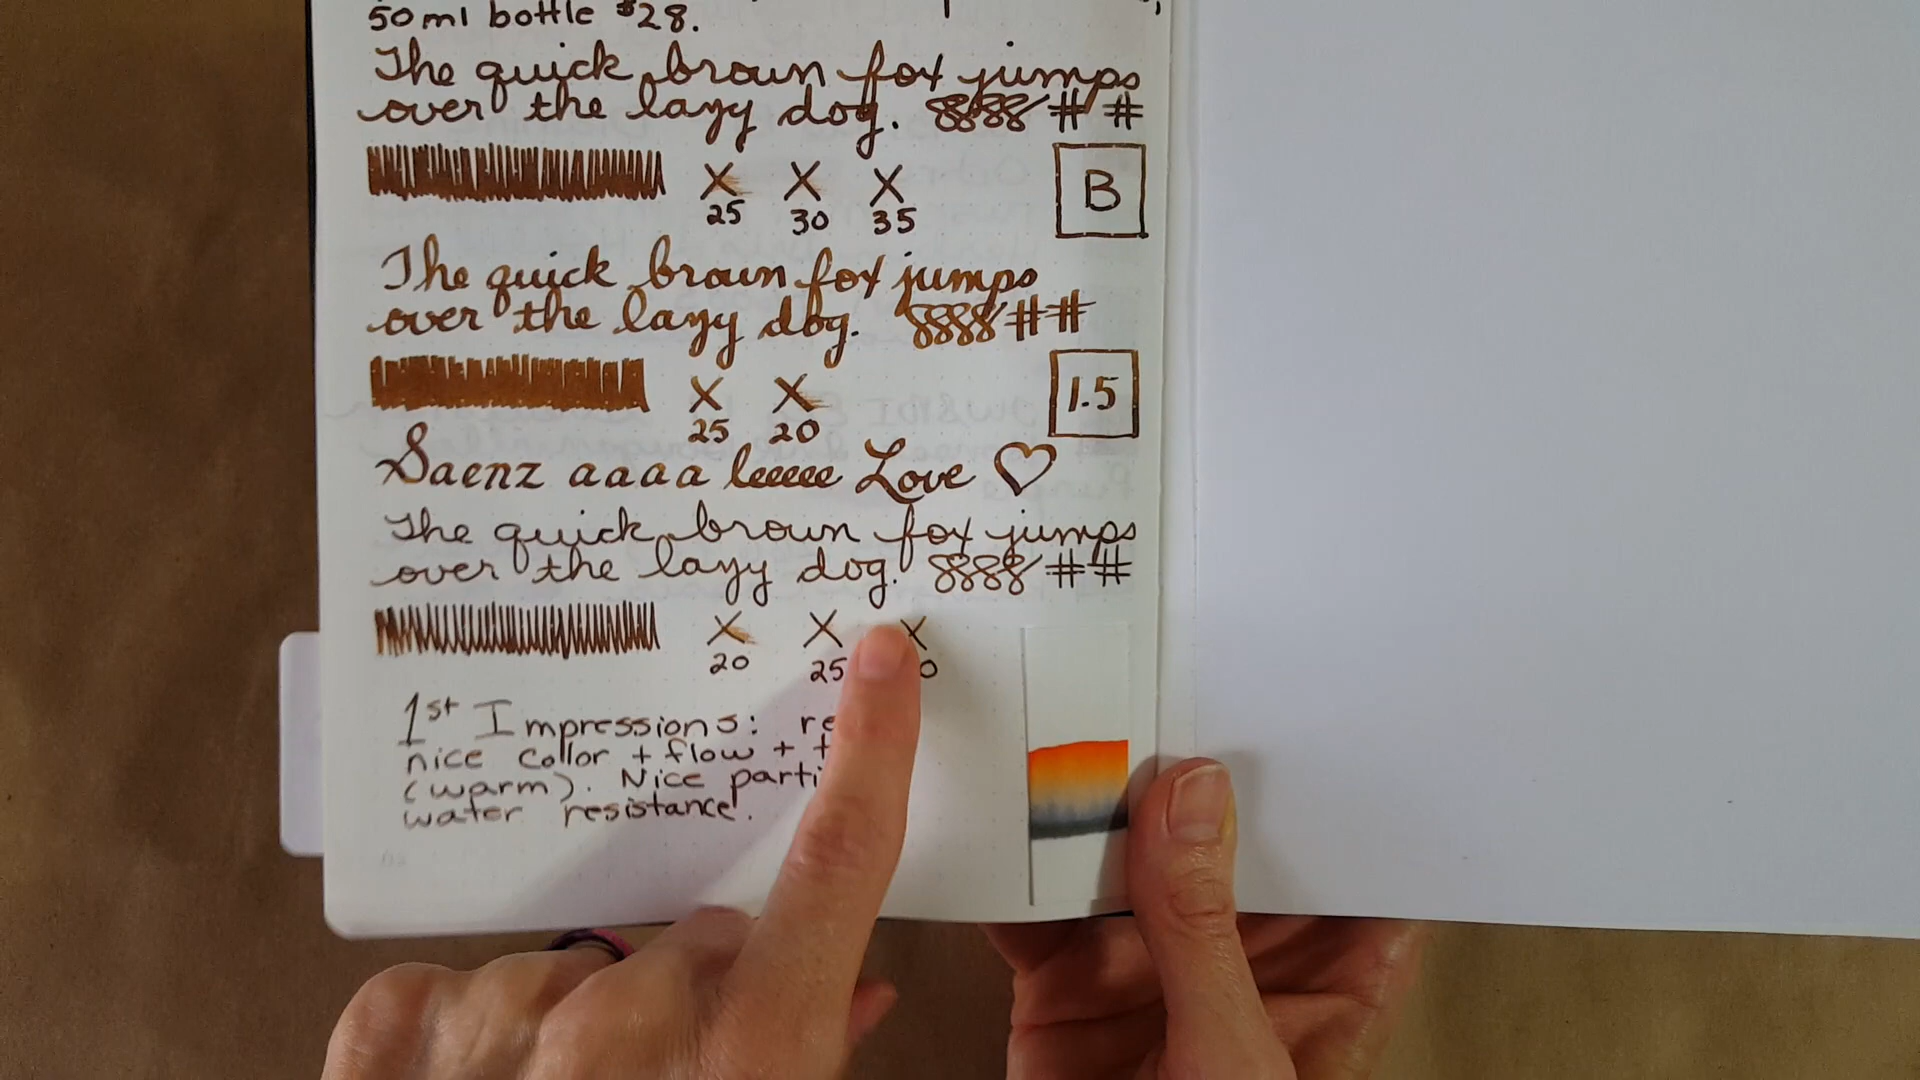 50ml bottle $28.
The quick brown fox jumps
over the lazy dog. 8888 # #
X X X
25 30 35
B
The quick brown fox jumps
over the lazy dog. 8888 # #
X X
25 20
1.5
Saenz aaaa leeeee Love ♡
The quick brown fox jumps
over the lazy dog. 8888 # #
X X X
20 25
1st Impressions:
nice color + flow +
(warm). Nice
water resistance.